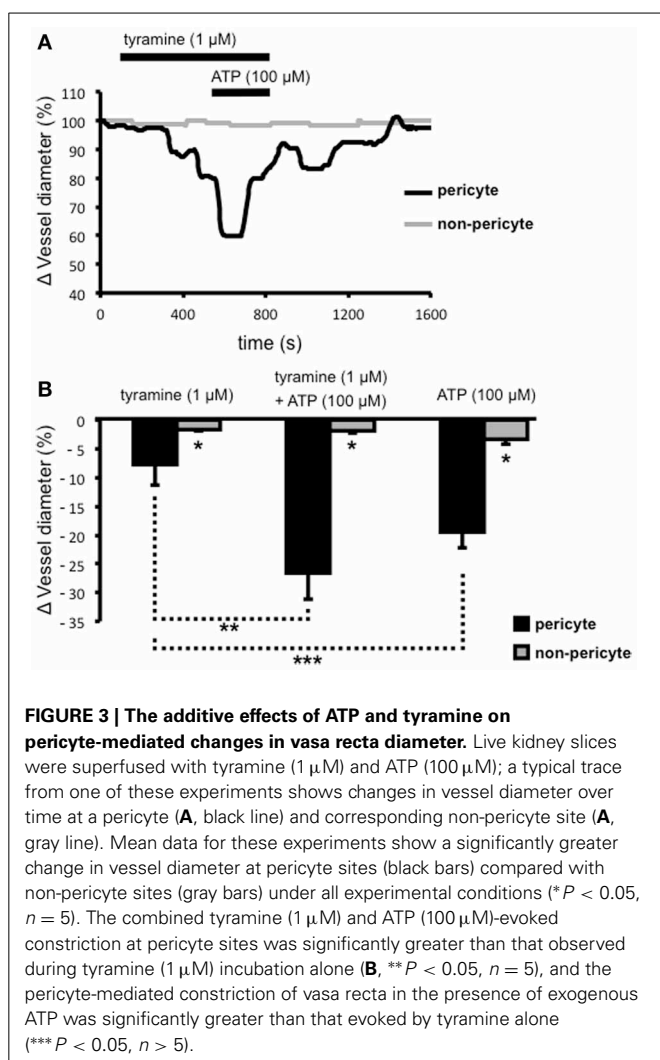 A
tyramine (1 µM)
ATP (100 µM)
110
100
90
80
70
60
50
40
Δ Vessel diameter (%)
pericyte
non-pericyte
0 400 800 1200 1600
time (s)
B
tyramine (1 µM)
tyramine (1 µM)
+ ATP (100 µM)
ATP (100 µM)
0
- 5
- 10
- 15
- 20
- 25
- 30
- 35
Δ Vessel diameter (%)
* * *
**
***
pericyte
non-pericyte
FIGURE 3 | The additive effects of ATP and tyramine on
pericyte-mediated changes in vasa recta diameter. Live kidney slices
were superfused with tyramine (1 µM) and ATP (100 µM); a typical trace
from one of these experiments shows changes in vessel diameter over
time at a pericyte (A, black line) and corresponding non-pericyte site (A,
gray line). Mean data for these experiments show a significantly greater
change in vessel diameter at pericyte sites (black bars) compared with
non-pericyte sites (gray bars) under all experimental conditions (*P < 0.05,
n = 5). The combined tyramine (1 µM) and ATP (100 µM)-evoked
constriction at pericyte sites was significantly greater than that observed
during tyramine (1 µM) incubation alone (B, **P < 0.05, n = 5), and the
pericyte-mediated constriction of vasa recta in the presence of exogenous
ATP was significantly greater than that evoked by tyramine alone
(***P < 0.05, n > 5).